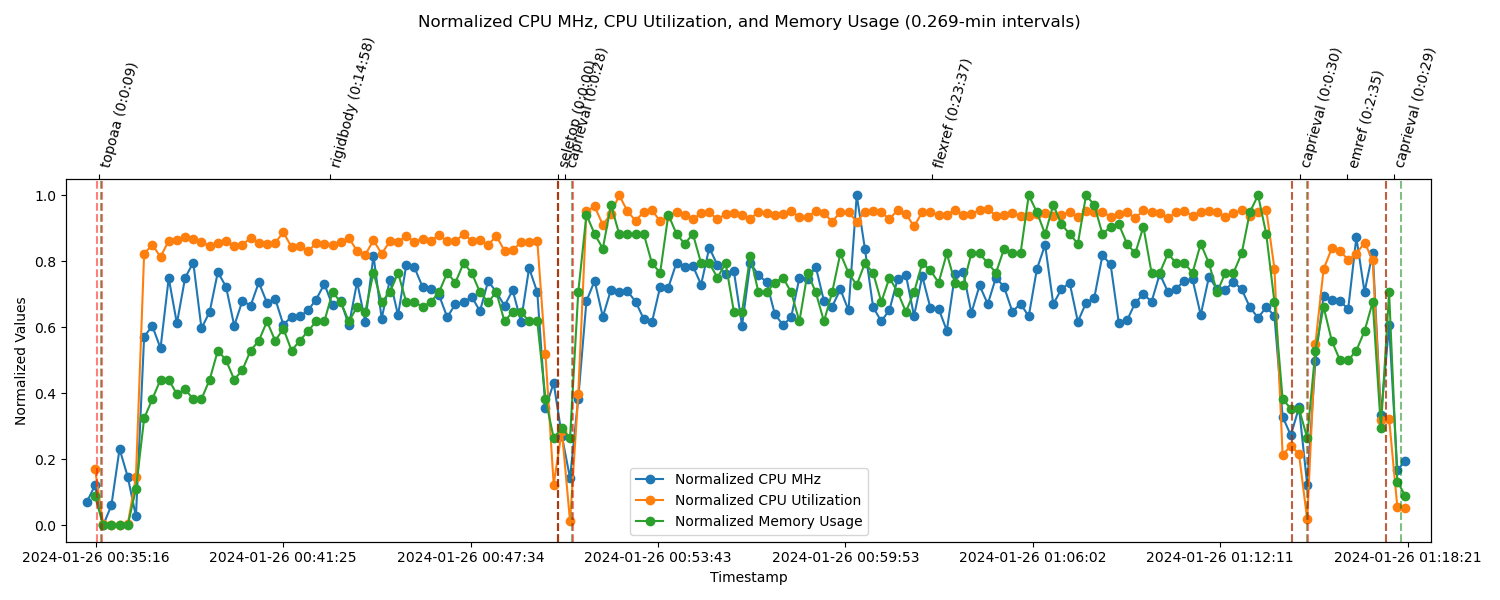 Normalized CPU MHz, CPU Utilization, and Memory Usage (0.269-min intervals)
topoaa (0:0:09)
rigidbody (0:14:58)
seletop (0:0:00)
caprieval (0:0:28)
flexref (0:23:37)
caprieval (0:0:30)
emref (0:2:35)
caprieval (0:0:29)
Normalized Values
1.0
0.8
0.6
0.4
0.2
0.0
Normalized CPU MHz
Normalized CPU Utilization
Normalized Memory Usage
2024-01-26 00:35:16
2024-01-26 00:41:25
2024-01-26 00:47:34
2024-01-26 00:53:43
2024-01-26 00:59:53
2024-01-26 01:06:02
2024-01-26 01:12:11
2024-01-26 01:18:21
Timestamp